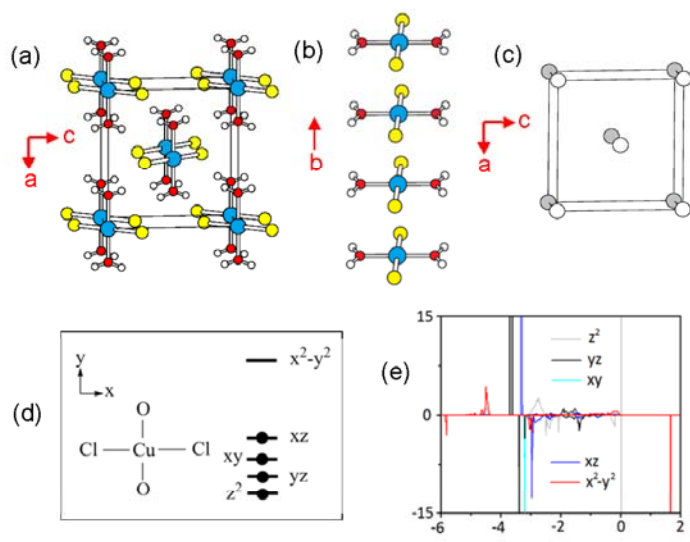 (a)
c
a
(b)
b
(c)
c
a
(d)
y
x
O
Cl
Cu
Cl
O
x²-y²
xz
xy
yz
z²
(e)
15
0
-15
-6
-4
-2
0
2
z²
yz
xy
xz
x²-y²